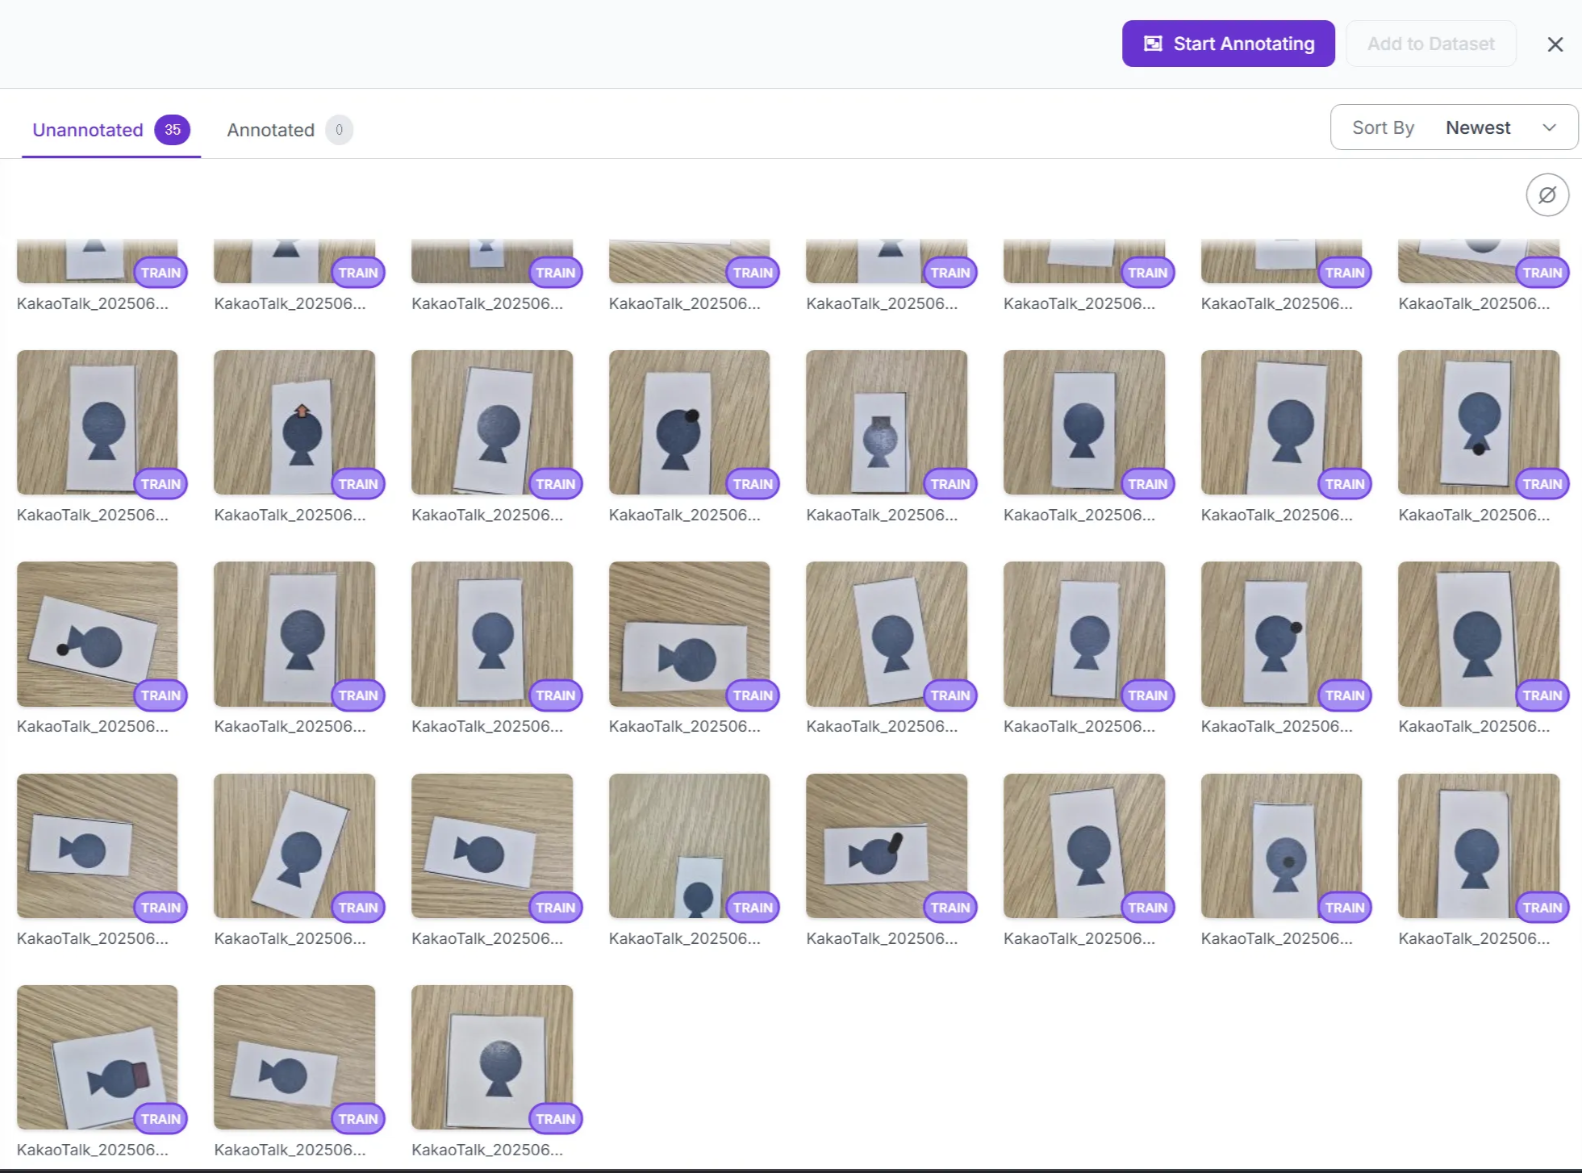 Start Annotating
Add to Dataset
Unannotated 35
Annotated 0
Sort By Newest
TRAIN TRAIN TRAIN TRAIN TRAIN TRAIN TRAIN TRAIN
KakaoTalk_202506... KakaoTalk_202506... KakaoTalk_202506... KakaoTalk_202506... KakaoTalk_202506... KakaoTalk_202506... KakaoTalk_202506... KakaoTalk_202506...
TRAIN TRAIN TRAIN TRAIN TRAIN TRAIN TRAIN TRAIN
KakaoTalk_202506... KakaoTalk_202506... KakaoTalk_202506... KakaoTalk_202506... KakaoTalk_202506... KakaoTalk_202506... KakaoTalk_202506... KakaoTalk_202506...
TRAIN TRAIN TRAIN TRAIN TRAIN TRAIN TRAIN TRAIN
KakaoTalk_202506... KakaoTalk_202506... KakaoTalk_202506... KakaoTalk_202506... KakaoTalk_202506... KakaoTalk_202506... KakaoTalk_202506... KakaoTalk_202506...
TRAIN TRAIN TRAIN TRAIN TRAIN TRAIN TRAIN TRAIN
KakaoTalk_202506... KakaoTalk_202506... KakaoTalk_202506... KakaoTalk_202506... KakaoTalk_202506... KakaoTalk_202506... KakaoTalk_202506... KakaoTalk_202506...
TRAIN TRAIN TRAIN
KakaoTalk_202506... KakaoTalk_202506... KakaoTalk_202506...